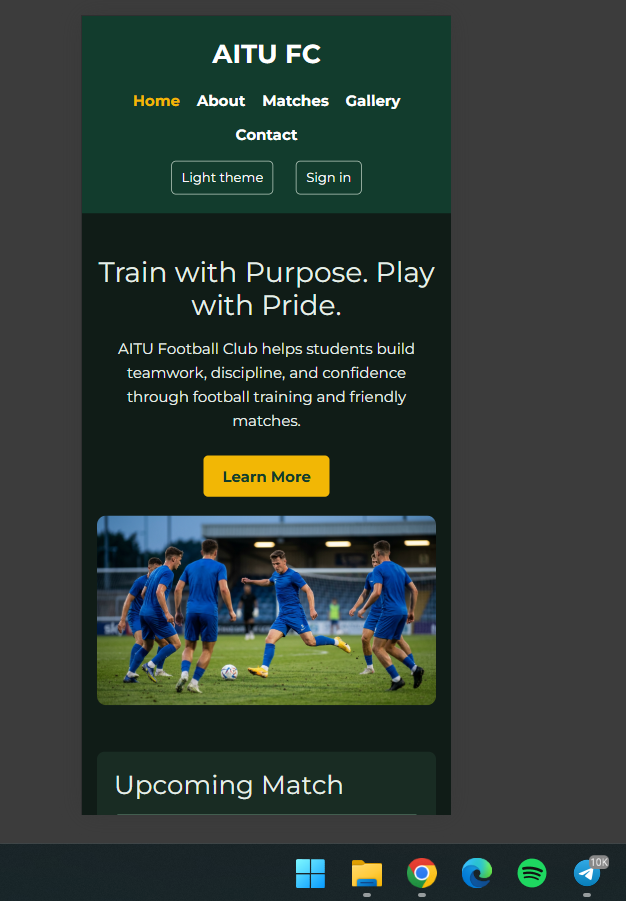 AITU FC
Home About Matches Gallery
Contact
Light theme Sign in
Train with Purpose. Play
with Pride.
AITU Football Club helps students build
teamwork, discipline, and confidence
through football training and friendly
matches.
Learn More
Upcoming Match
10K